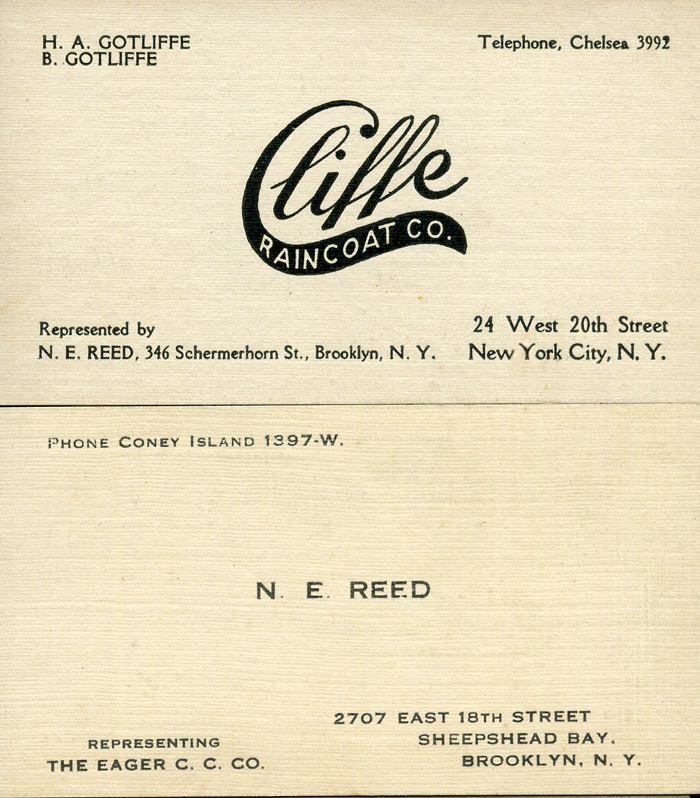 H. A. GOTLIFFE
B. GOTLIFFE
Telephone, Chelsea 3992
Cliffe
RAINCOAT CO.
Represented by
N. E. REED, 346 Schermerhorn St., Brooklyn, N. Y.
24 West 20th Street
New York City, N. Y.
PHONE CONEY ISLAND 1397-W.
N. E. REED
REPRESENTING
THE EAGER C. C. CO.
2707 EAST 18TH STREET
SHEEPSHEAD BAY.
BROOKLYN, N. Y.